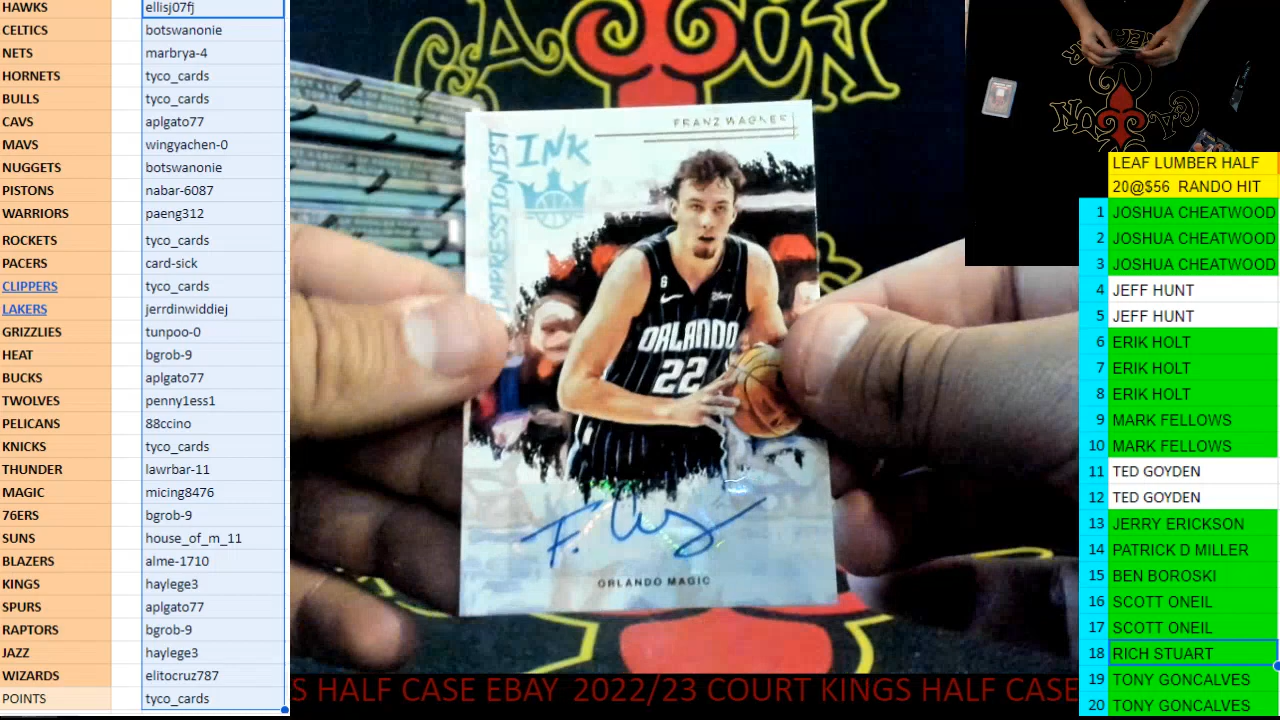 HAWKS ellisj07fj
CELTICS botswanonie
NETS marbrya-4
HORNETS tyco_cards
BULLS tyco_cards
CAVS aplgato77
MAVS wingyachen-0
NUGGETS botswanonie
PISTONS nabar-6087
WARRIORS paeng312
ROCKETS tyco_cards
PACERS card-sick
CLIPPERS tyco_cards
LAKERS jerrdinwiddiej
GRIZZLIES tunpoo-0
HEAT bgrob-9
BUCKS aplgato77
TWOLVES penny1ess1
PELICANS 88ccino
KNICKS tyco_cards
THUNDER lawrbar-11
MAGIC micing8476
76ERS bgrob-9
SUNS house_of_m_11
BLAZERS alme-1710
KINGS haylege3
SPURS aplgato77
RAPTORS bgrob-9
JAZZ haylege3
WIZARDS elitocruz787
POINTS tyco_cards
FRANZ WAGNER
IMPRESSIONIST
INK
6
ORLANDO
22
ORLANDO MAGIC
S HALF CASE EBAY 2022/23 COURT KINGS HALF CASE
LEAF LUMBER HALF
20@$56 RANDO HIT
1 JOSHUA CHEATWOOD
2 JOSHUA CHEATWOOD
3 JOSHUA CHEATWOOD
4 JEFF HUNT
5 JEFF HUNT
6 ERIK HOLT
7 ERIK HOLT
8 ERIK HOLT
9 MARK FELLOWS
10 MARK FELLOWS
11 TED GOYDEN
12 TED GOYDEN
13 JERRY ERICKSON
14 PATRICK D MILLER
15 BEN BOROSKI
16 SCOTT ONEIL
17 SCOTT ONEIL
18 RICH STUART
19 TONY GONCALVES
20 TONY GONCALVES